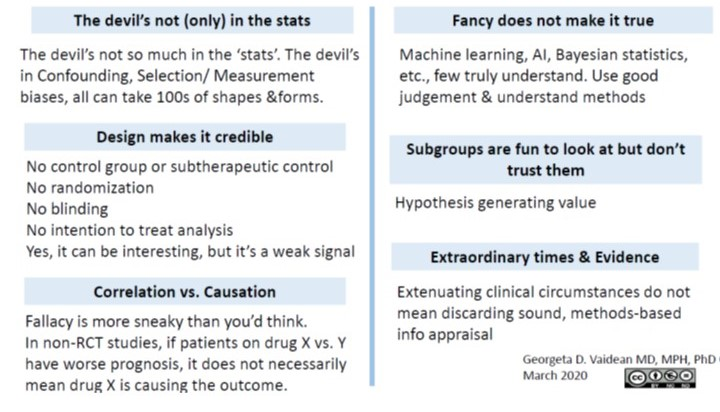 The devil's not (only) in the stats
The devil's not so much in the 'stats'. The devil's
in Confounding, Selection/ Measurement
biases, all can take 100s of shapes &forms.
Design makes it credible
No control group or subtherapeutic control
No randomization
No blinding
No intention to treat analysis
Yes, it can be interesting, but it's a weak signal
Correlation vs. Causation
Fallacy is more sneaky than you'd think.
In non-RCT studies, if patients on drug X vs. Y
have worse prognosis, it does not necessarily
mean drug X is causing the outcome.
Fancy does not make it true
Machine learning, AI, Bayesian statistics,
etc., few truly understand. Use good
judgement & understand methods
Subgroups are fun to look at but don't
trust them
Hypothesis generating value
Extraordinary times & Evidence
Extenuating clinical circumstances do not
mean discarding sound, methods-based
info appraisal
Georgeta D. Vaidean MD, MPH, PhD
March 2020
cc